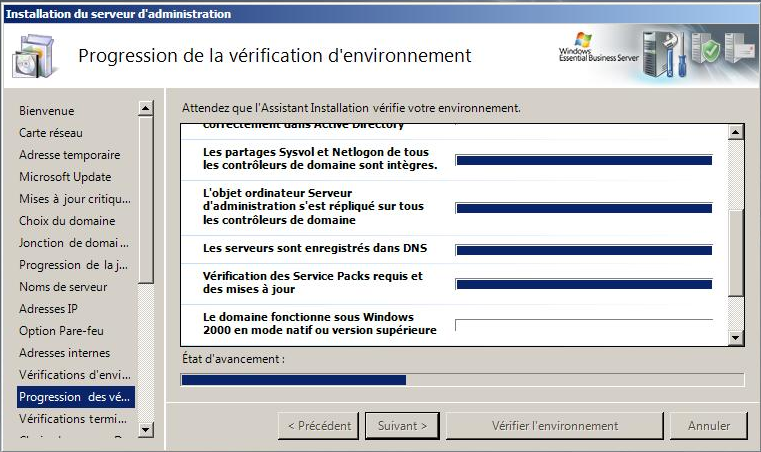 Installation du serveur d'administration
Progression de la vérification d'environnement
Windows
Essential Business Server
Bienvenue
Carte réseau
Adresse temporaire
Microsoft Update
Mises à jour critiqu...
Choix du domaine
Jonction de domai...
Progression de la j...
Noms de serveur
Adresses IP
Option Pare-feu
Adresses internes
Vérifications d'envi...
Progression des vé...
Vérifications termi...
Attendez que l'Assistant Installation vérifie votre environnement.
correctement dans Active Directory
Les partages Sysvol et Netlogon de tous
les contrôleurs de domaine sont intègres.
L'objet ordinateur Serveur
d'administration s'est répliqué sur tous
les contrôleurs de domaine
Les serveurs sont enregistrés dans DNS
Vérification des Service Packs requis et
des mises à jour
Le domaine fonctionne sous Windows
2000 en mode natif ou version supérieure
État d'avancement :
< Précédent
Suivant >
Vérifier l'environnement
Annuler